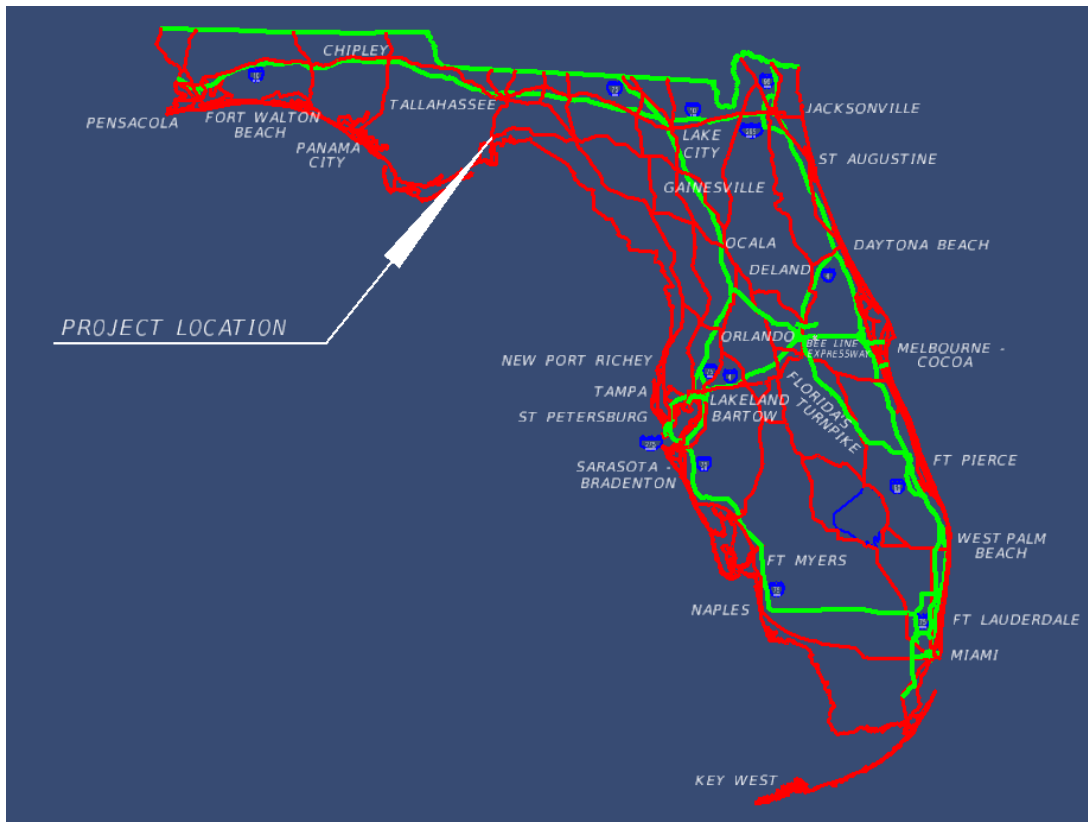 CHIPLEY
PENSACOLA
FORT WALTON
BEACH
TALLAHASSEE
PANAMA
CITY
JACKSONVILLE
LAKE
CITY
ST AUGUSTINE
GAINESVILLE
OCALA
DAYTONA BEACH
DELAND
PROJECT LOCATION
ORLANDO
BEE LINE
EXPRESSWAY
NEW PORT RICHEY
MELBOURNE -
COCOA
TAMPA
LAKELAND
BARTOW
FLORIDA'S
TURNPIKE
ST PETERSBURG
SARASOTA -
BRADENTON
FT PIERCE
WEST PALM
BEACH
FT MYERS
NAPLES
FT LAUDERDALE
MIAMI
KEY WEST